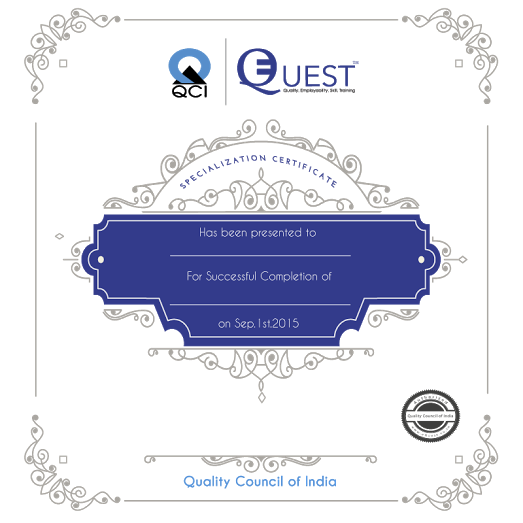 QCI
EQUEST™
Quality. Employability. Skill. Training
SPECIALIZATION CERTIFICATE
Has been presented to
For Successful Completion of
on Sep.1st.2015
Quality Council of India
Quality Council of India